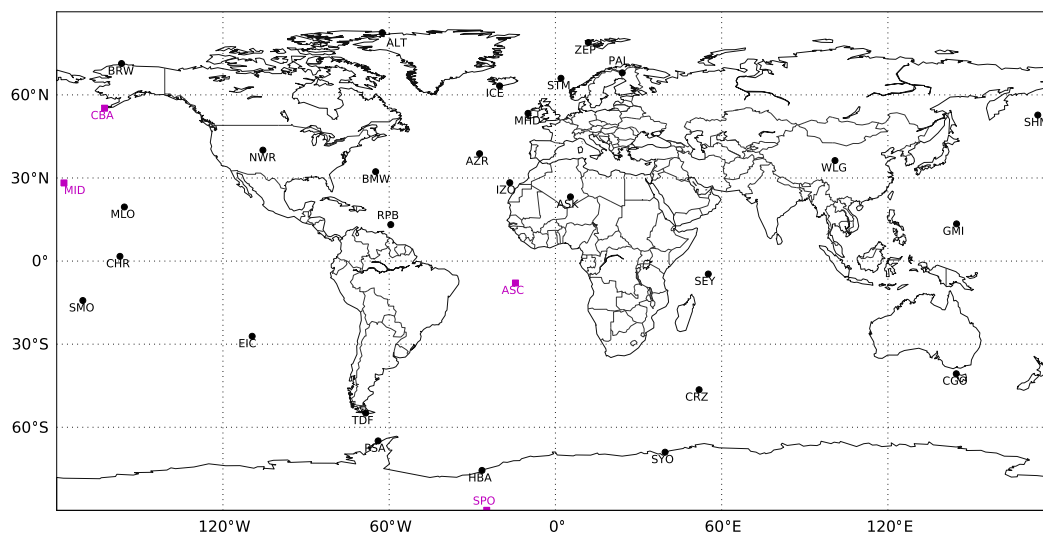 ALT
ZEP
BRW
PAL
STM
ICE
60°N
CBA
MHD
SHM
NWR
AZR
WLG
BMW
30°N
MID
IZO
ASK
MLO
RPB
GMI
CHR
0°
SEY
ASC
SMO
EIC
30°S
CGO
CRZ
TDF
60°S
PSA
SYO
HBA
SPO
120°W
60°W
0°
60°E
120°E